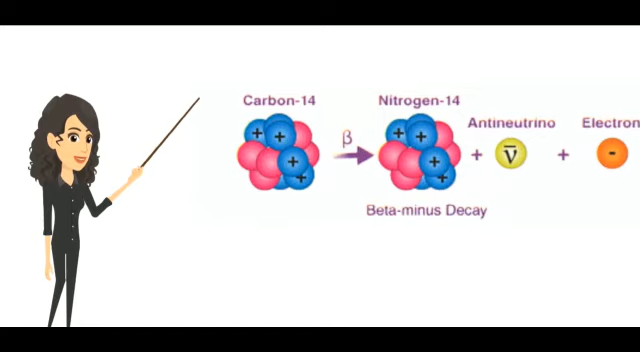 Carbon-14
β
Nitrogen-14
+
Antineutrino
ν̄
+
Electron
-
Beta-minus Decay